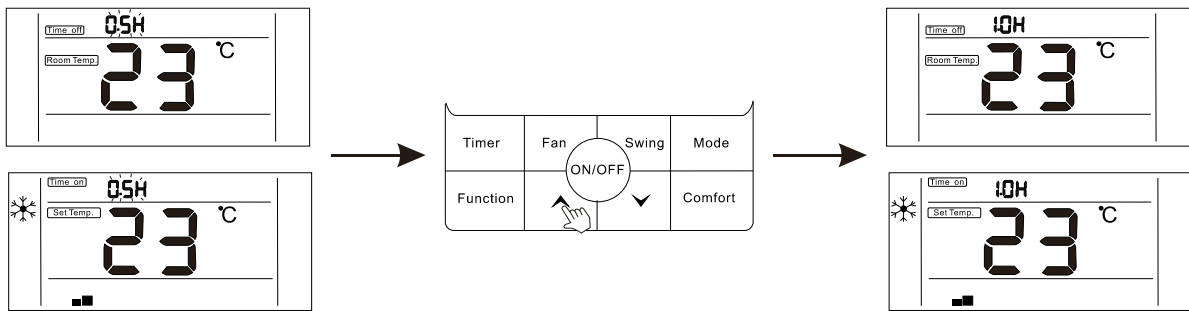 Time off 0.5H
Room Temp. 23 °C
Time on 0.5H
Set Temp. 23 °C
Timer Fan Swing Mode
ON/OFF
Function Comfort
Time off 1.0H
Room Temp. 23 °C
Time on 1.0H
Set Temp. 23 °C